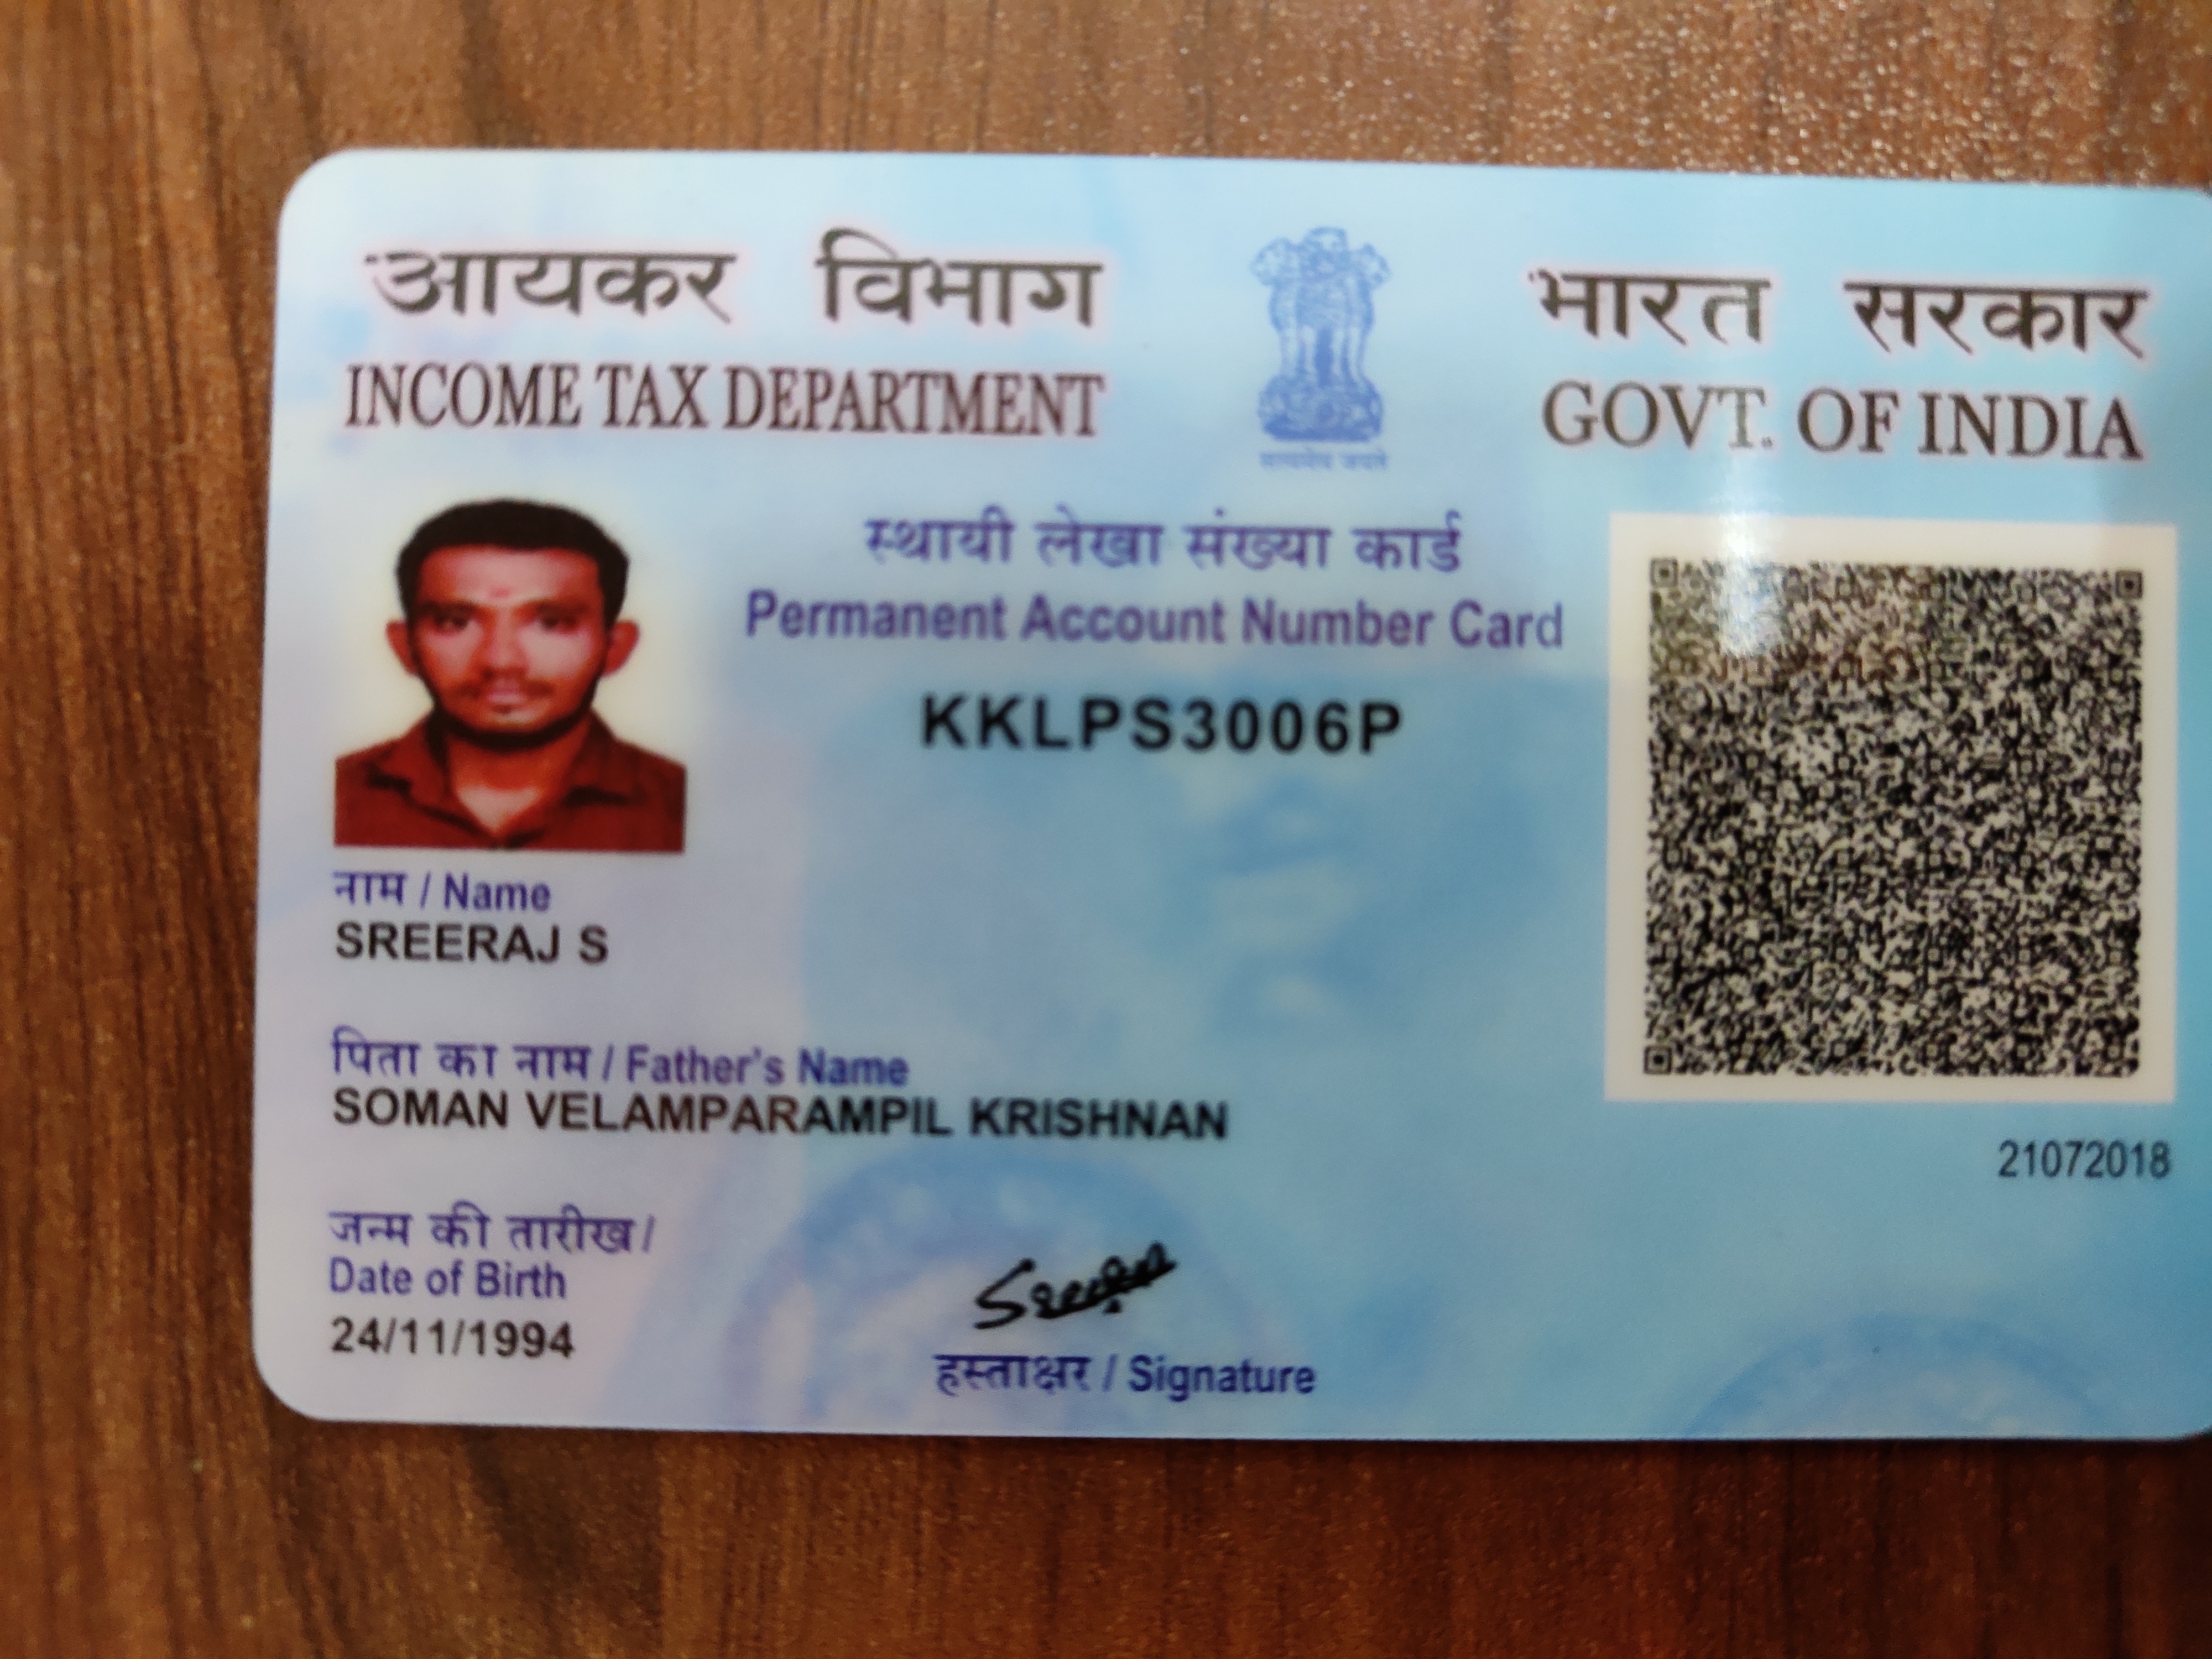 आयकर विभाग
INCOME TAX DEPARTMENT
सत्यमेव जयते
भारत सरकार
GOVT. OF INDIA
स्थायी लेखा संख्या कार्ड
Permanent Account Number Card
KKLPS3006P
नाम / Name
SREERAJ S
पिता का नाम / Father's Name
SOMAN VELAMPARAMPIL KRISHNAN
21072018
जन्म की तारीख /
Date of Birth
24/11/1994
हस्ताक्षर / Signature